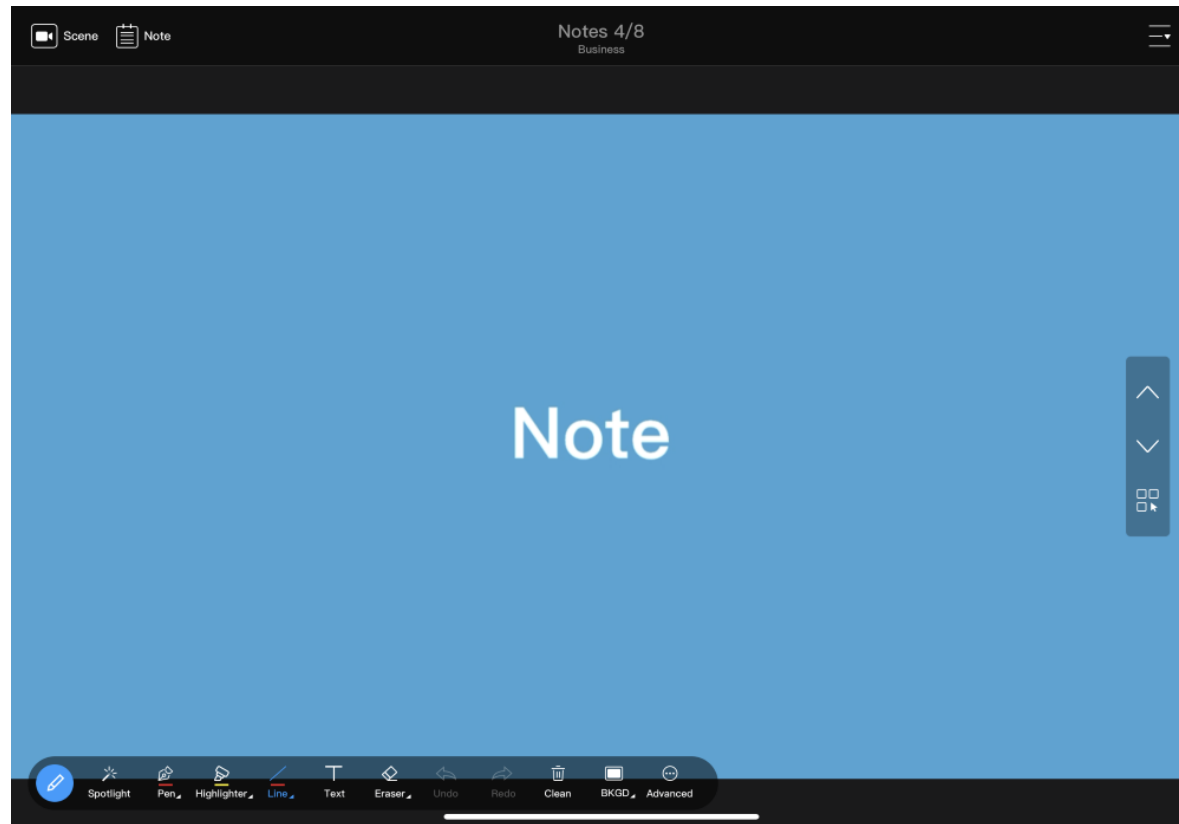 Scene Note
Notes 4/8
Business
Note
Spotlight Pen Highlighter Line Text Eraser Undo Redo Clean BKGD Advanced